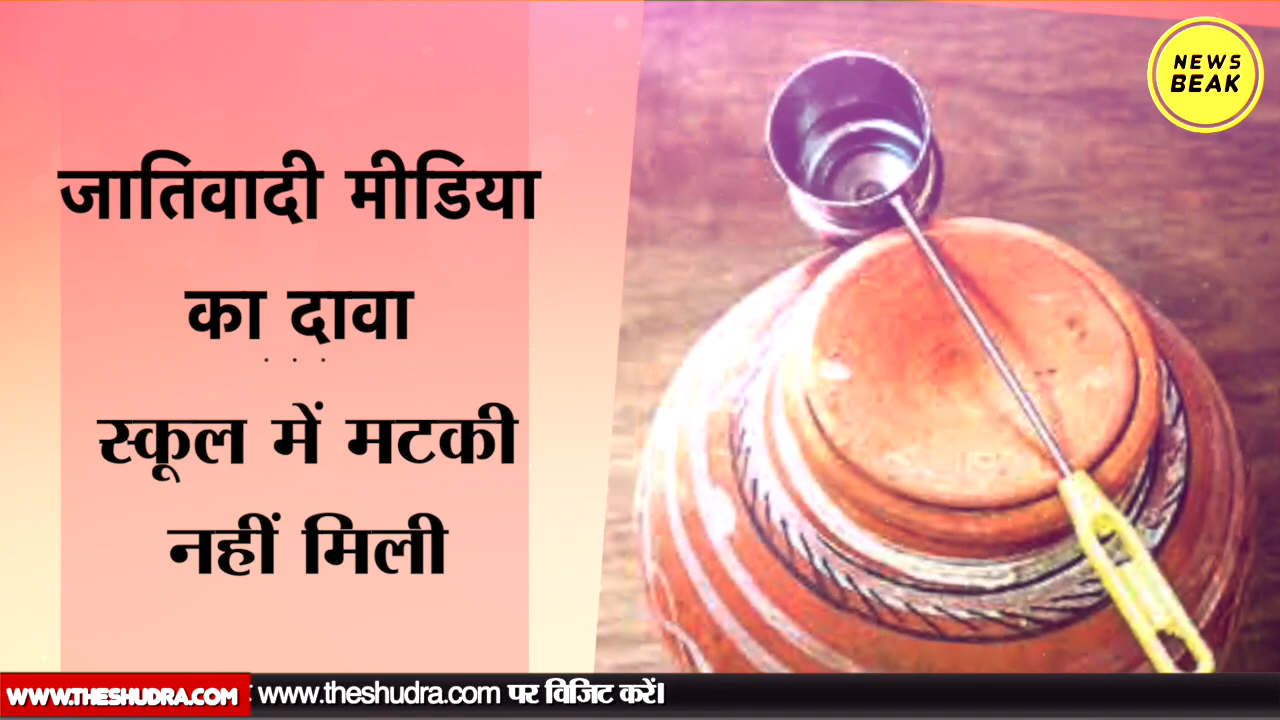 NEWS
BEAK
जातिवादी मीडिया
का दावा
. . .
स्कूल में मटकी
नहीं मिली
WWW.THESHUDRA.COM
www.theshudra.com पर विजिट करें।